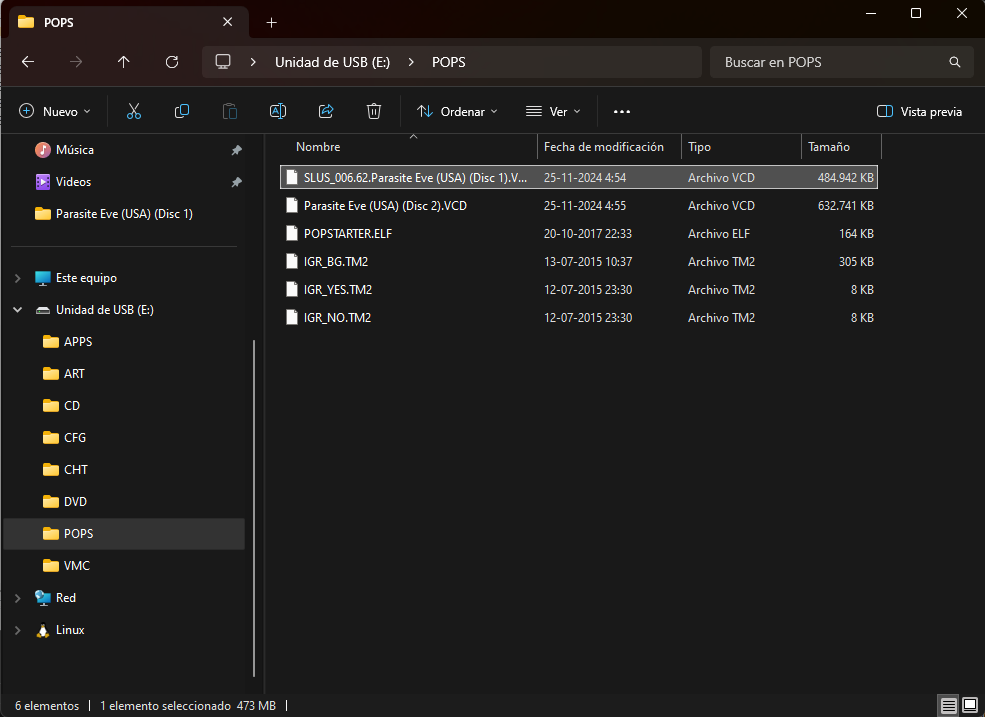 POPS
Unidad de USB (E:) > POPS
Buscar en POPS
Nuevo
Ordenar
Ver
Vista previa
Música
Videos
Parasite Eve (USA) (Disc 1)
Este equipo
Unidad de USB (E:)
APPS
ART
CD
CFG
CHT
DVD
POPS
VMC
Red
Linux
Nombre Fecha de modificación Tipo Tamaño
SLUS_006.62.Parasite Eve (USA) (Disc 1).V... 25-11-2024 4:54 Archivo VCD 484.942 KB
Parasite Eve (USA) (Disc 2).VCD 25-11-2024 4:55 Archivo VCD 632.741 KB
POPSTARTER.ELF 20-10-2017 22:33 Archivo ELF 164 KB
IGR_BG.TM2 13-07-2015 10:37 Archivo TM2 305 KB
IGR_YES.TM2 12-07-2015 23:30 Archivo TM2 8 KB
IGR_NO.TM2 12-07-2015 23:30 Archivo TM2 8 KB
6 elementos | 1 elemento seleccionado 473 MB |